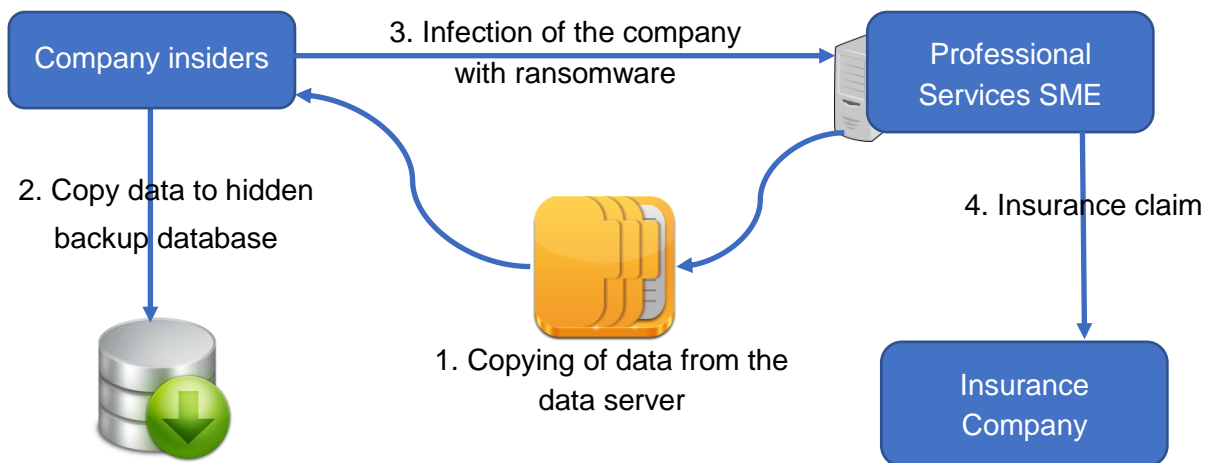 Company insiders
3. Infection of the company
with ransomware
Professional
Services SME
2. Copy data to hidden
backup database
4. Insurance claim
1. Copying of data from the
data server
Insurance
Company